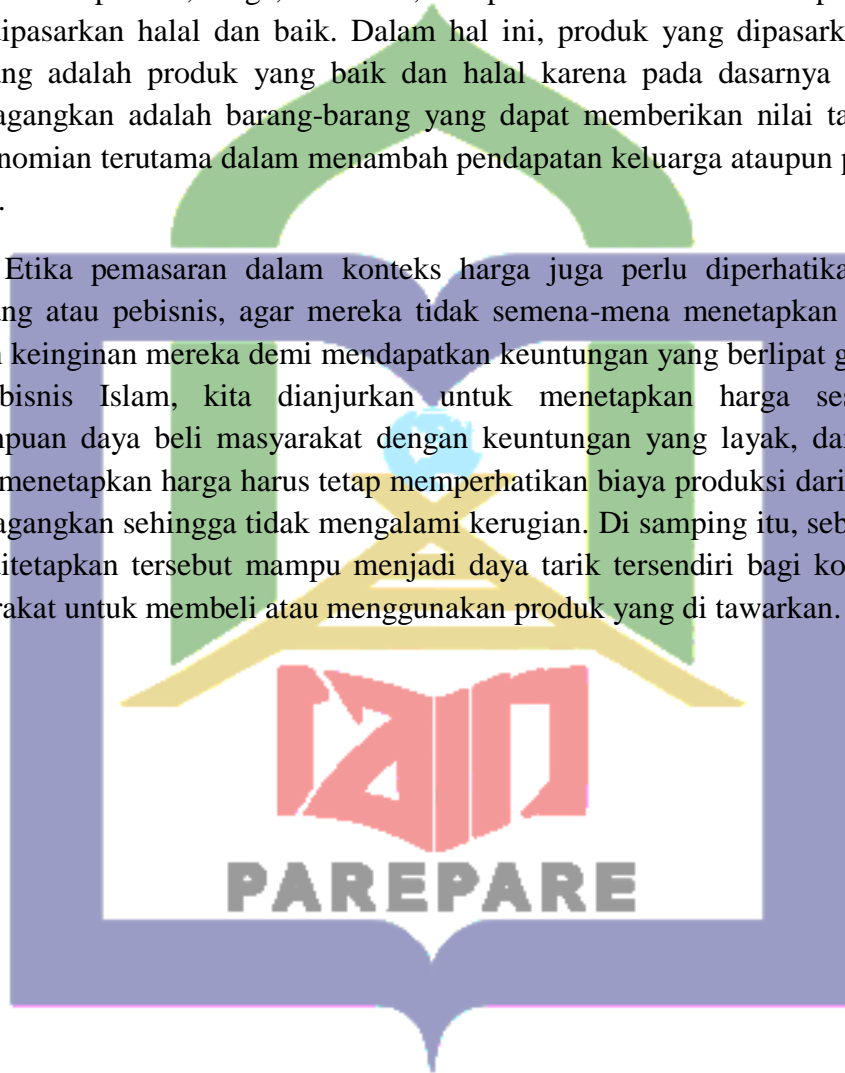 dipasarkan halal dan baik. Dalam hal ini, produk yang dipasark
ng adalah produk yang baik dan halal karena pada dasarnya
agangkan adalah barang-barang yang dapat memberikan nilai ta
nomian terutama dalam menambah pendapatan keluarga ataupun p
.
Etika pemasaran dalam konteks harga juga perlu diperhatika
ng atau pebisnis, agar mereka tidak semena-mena menetapkan
keinginan mereka demi mendapatkan keuntungan yang berlipat g
bisnis Islam, kita dianjurkan untuk menetapkan harga ses
puan daya beli masyarakat dengan keuntungan yang layak, da
menetapkan harga harus tetap memperhatikan biaya produksi dari
agangkan sehingga tidak mengalami kerugian. Di samping itu, seb
itetapkan tersebut mampu menjadi daya tarik tersendiri bagi ko
rakat untuk membeli atau menggunakan produk yang di tawarkan.
iain
PAREPARE